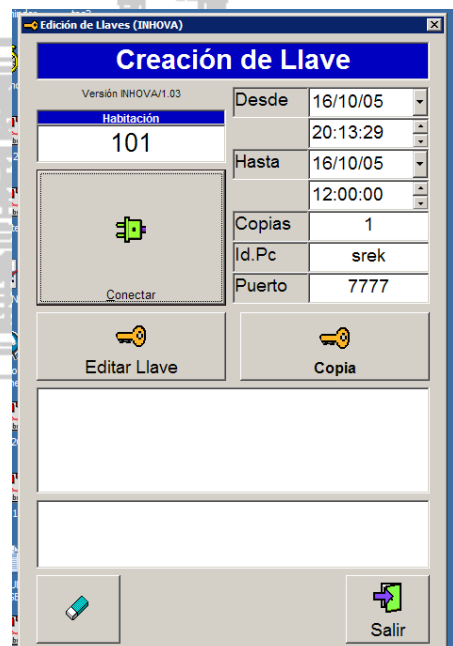 Edición de Llaves (INHOVA)
Creación de Llave
Versión INHOVA/1.03
Habitación
101
Desde 16/10/05
20:13:29
Hasta 16/10/05
12:00:00
Copias 1
Id.Pc srek
Puerto 7777
Conectar
Editar Llave
Copia
Salir